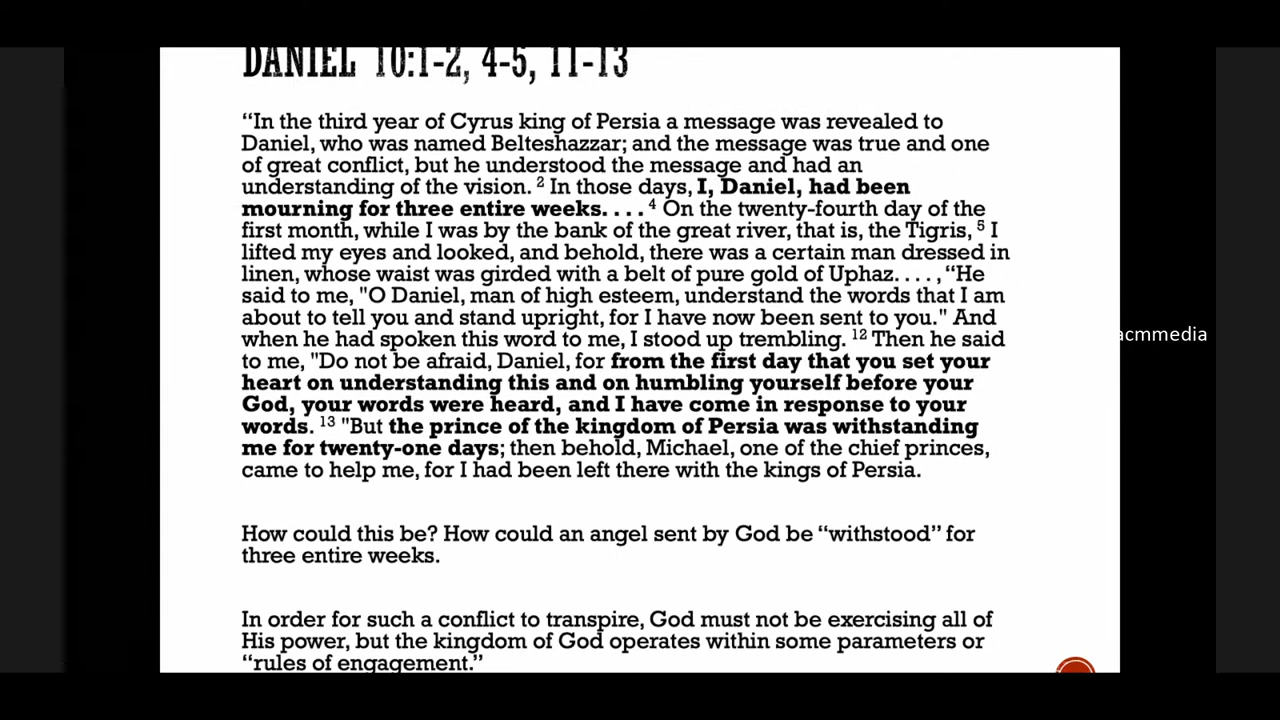 DANIEL 10:1-2, 4-5, 11-13
“In the third year of Cyrus king of Persia a message was revealed to
Daniel, who was named Belteshazzar; and the message was true and one
of great conflict, but he understood the message and had an
understanding of the vision. ² In those days, I, Daniel, had been
mourning for three entire weeks. . . . ⁴ On the twenty-fourth day of the
first month, while I was by the bank of the great river, that is, the Tigris, ⁵ I
lifted my eyes and looked, and behold, there was a certain man dressed in
linen, whose waist was girded with a belt of pure gold of Uphaz. . . . , “He
said to me, "O Daniel, man of high esteem, understand the words that I am
about to tell you and stand upright, for I have now been sent to you." And
when he had spoken this word to me, I stood up trembling. ¹² Then he said
to me, "Do not be afraid, Daniel, for from the first day that you set your
heart on understanding this and on humbling yourself before your
God, your words were heard, and I have come in response to your
words. ¹³ "But the prince of the kingdom of Persia was withstanding
me for twenty-one days; then behold, Michael, one of the chief princes,
came to help me, for I had been left there with the kings of Persia.
How could this be? How could an angel sent by God be “withstood” for
three entire weeks.
In order for such a conflict to transpire, God must not be exercising all of
His power, but the kingdom of God operates within some parameters or
“rules of engagement.”
acmmedia